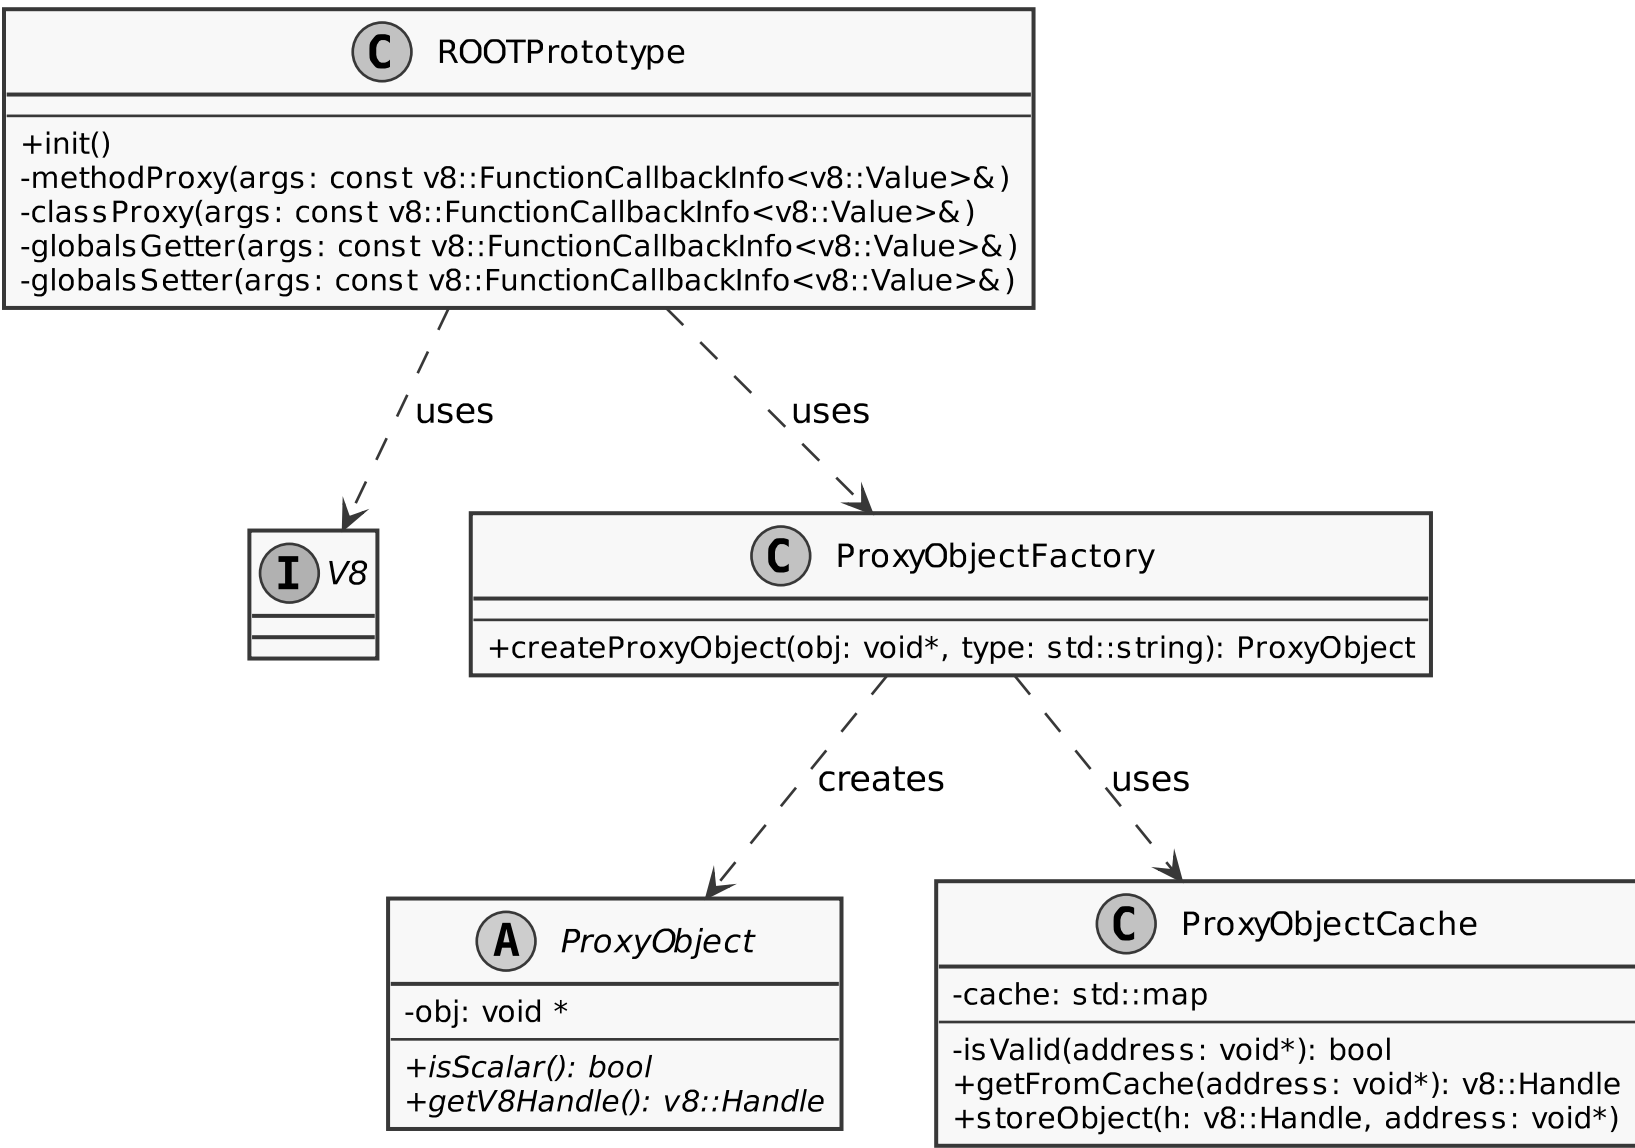 C ROOTPrototype
+init()
-methodProxy(args: const v8::FunctionCallbackInfo<v8::Value>&)
-classProxy(args: const v8::FunctionCallbackInfo<v8::Value>&)
-globalsGetter(args: const v8::FunctionCallbackInfo<v8::Value>&)
-globalsSetter(args: const v8::FunctionCallbackInfo<v8::Value>&)
uses
uses
I V8
C ProxyObjectFactory
+createProxyObject(obj: void*, type: std::string): ProxyObject
creates
uses
A ProxyObject
-obj: void *
+isScalar(): bool
+getV8Handle(): v8::Handle
C ProxyObjectCache
-cache: std::map
-isValid(address: void*): bool
+getFromCache(address: void*): v8::Handle
+storeObject(h: v8::Handle, address: void*)